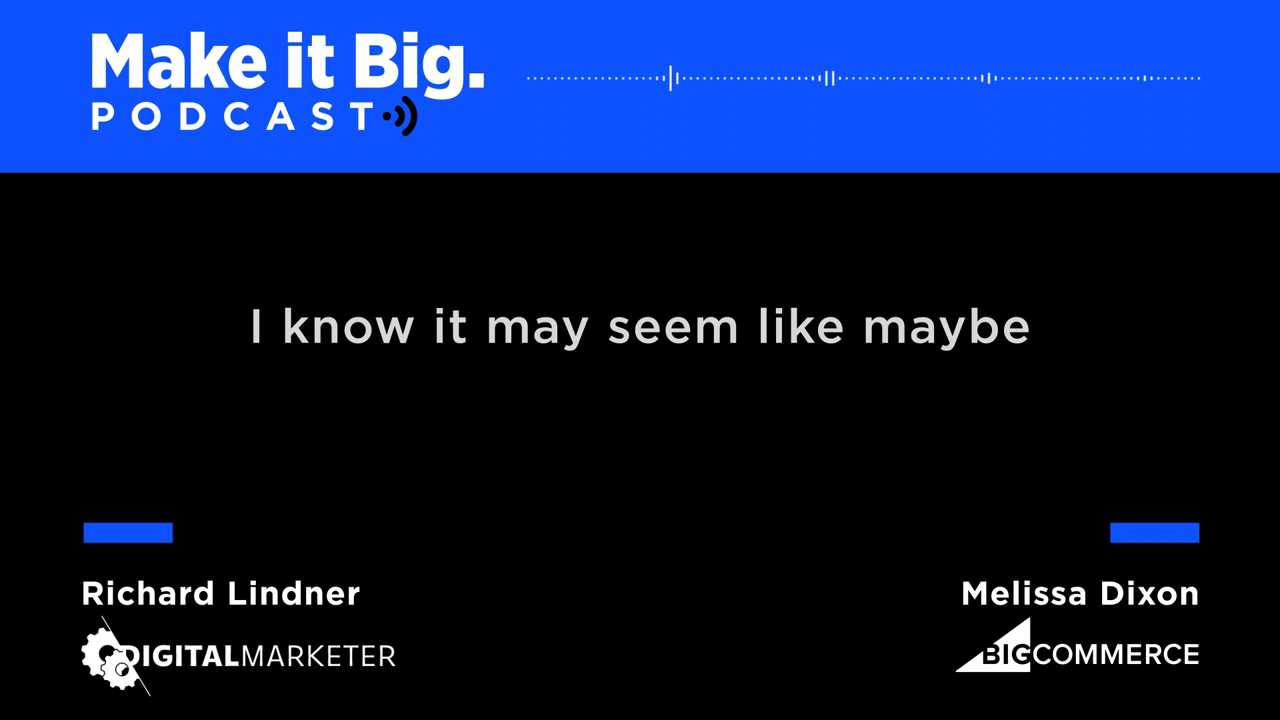 Make it Big.
PODCAST
I know it may seem like maybe
Richard Lindner
DIGITALMARKETER
Melissa Dixon
BIGCOMMERCE